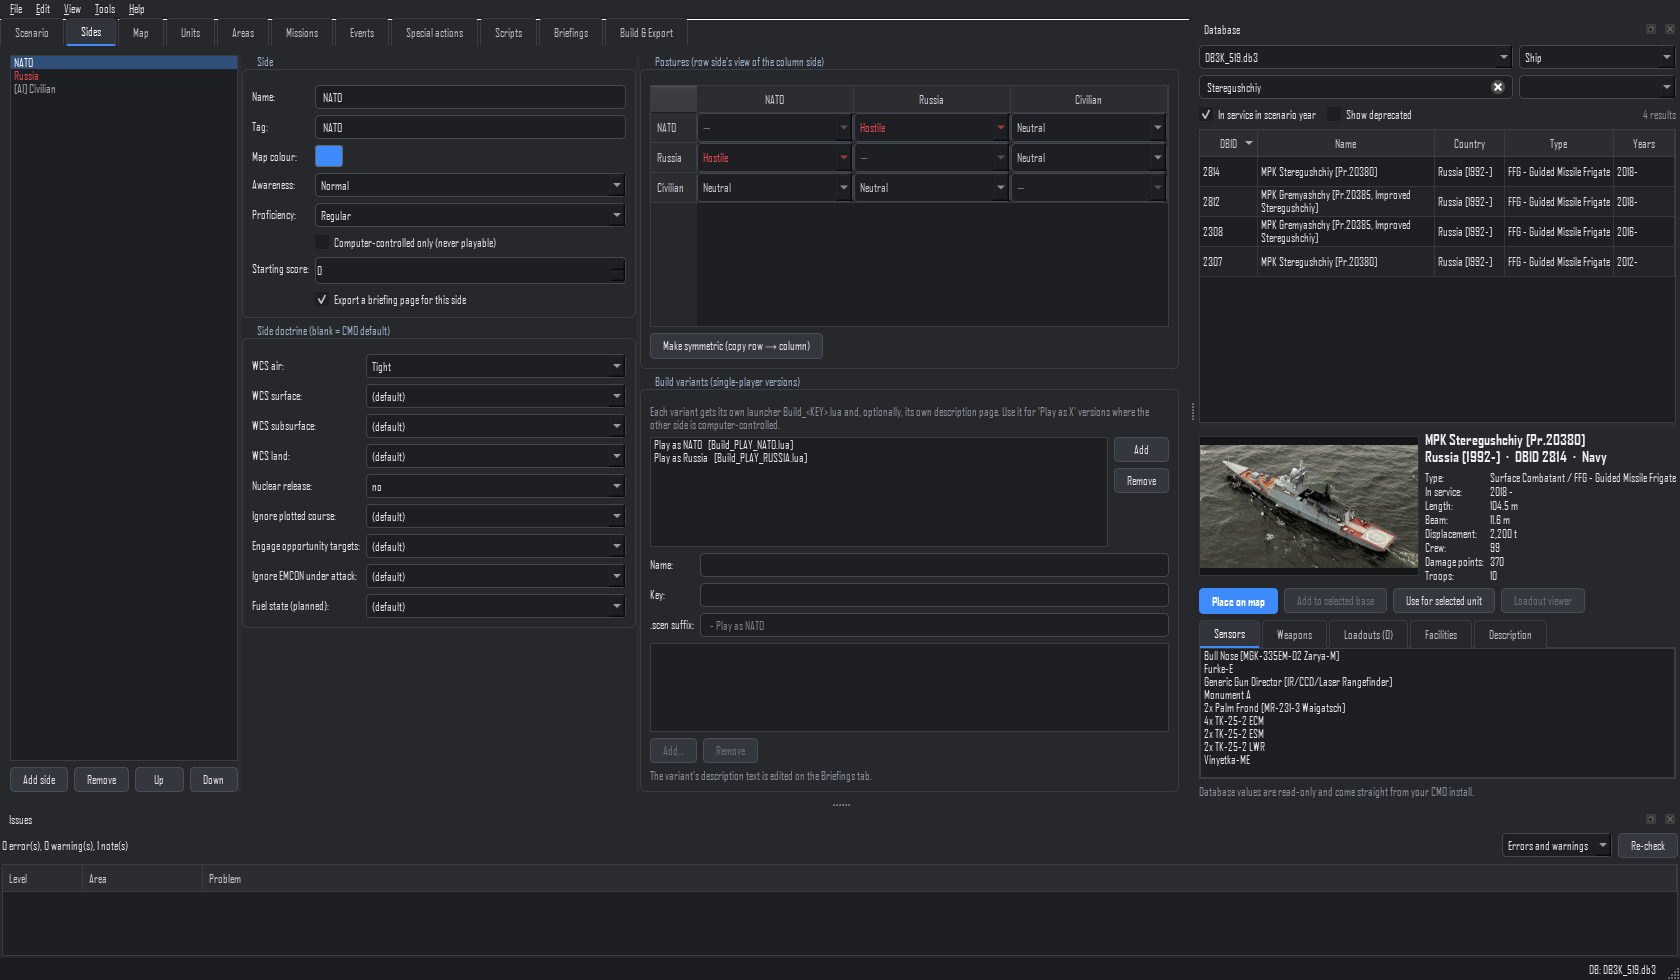 File Edit View Tools Help
Scenario Sides Map Units Areas Missions Events Special actions Scripts Briefings Build & Export
NATO
Russia
[AI] Civilian
Add side Remove Up Down
Side
Name: NATO
Tag: NATO
Map colour:
Awareness: Normal
Proficiency: Regular
Computer-controlled only (never playable)
Starting score: 0
Export a briefing page for this side
Side doctrine (blank = CMO default)
WCS air: Tight
WCS surface: (default)
WCS subsurface: (default)
WCS land: (default)
Nuclear release: no
Ignore plotted course: (default)
Engage opportunity targets: (default)
Ignore EMCON under attack: (default)
Fuel state (planned): (default)
Postures (row side's view of the column side)
NATO Russia Civilian
NATO — Hostile Neutral
Russia Hostile — Neutral
Civilian Neutral Neutral —
Make symmetric (copy row → column)
Build variants (single-player versions)
Each variant gets its own launcher Build_<KEY>.lua and, optionally, its own description page. Use it for "Play as X" versions where the
other side is computer-controlled.
Play as NATO [Build_PLAY_NATO.lua]
Play as Russia [Build_PLAY_RUSSIA.lua]
Add
Remove
Name:
Key:
.scen suffix: - Play as NATO
Add... Remove
The variant's description text is edited on the Briefings tab.
Database
DB3K_519.db3 Ship
Steregushchiy
In service in scenario year Show deprecated 4 results
DBID Name Country Type Years
2814 MPK Steregushchiy [Pr.20380] Russia [1992-] FFG - Guided Missile Frigate 2018-
2812 MPK Gremyashchy [Pr.20385, Improved Steregushchiy] Russia [1992-] FFG - Guided Missile Frigate 2018-
2308 MPK Gremyashchy [Pr.20385, Improved Steregushchiy] Russia [1992-] FFG - Guided Missile Frigate 2016-
2307 MPK Steregushchiy [Pr.20380] Russia [1992-] FFG - Guided Missile Frigate 2012-
MPK Steregushchiy [Pr.20380]
Russia [1992-] · DBID 2814 · Navy
Type: Surface Combatant / FFG - Guided Missile Frigate
In service: 2018 -
Length: 104.5 m
Beam: 11.6 m
Displacement: 2,200 t
Crew: 99
Damage points: 370
Troops: 10
Place on map Add to selected base Use for selected unit Loadout viewer
Sensors Weapons Loadouts (0) Facilities Description
Bull Nose [MGK-335EM-02 Zarya-M]
Furke-E
Generic Gun Director [IR/CCD/Laser Rangefinder]
Monument A
2x Palm Frond [MR-231-3 Waigatsch]
4x TK-25-2 ECM
2x TK-25-2 ESM
2x TK-25-2 LWR
Vinyetka-ME
Database values are read-only and come straight from your CMO install.
Issues
0 error(s), 0 warning(s), 1 note(s) Errors and warnings Re-check
Level Area Problem
DB: DB3K_519.db3